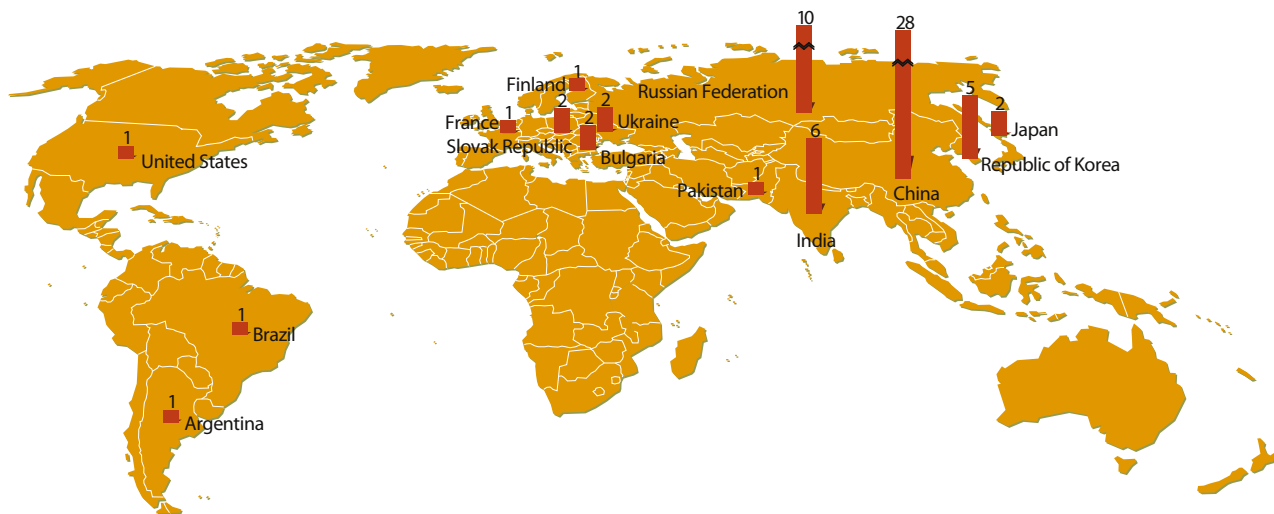 10
28
Finland 1
Russian Federation
5
2
2
2
France 1
2
Ukraine
1
6
Japan
Slovak Republic
Bulgaria
United States
Republic of Korea
1
Pakistan
China
India
1
Brazil
1
Argentina